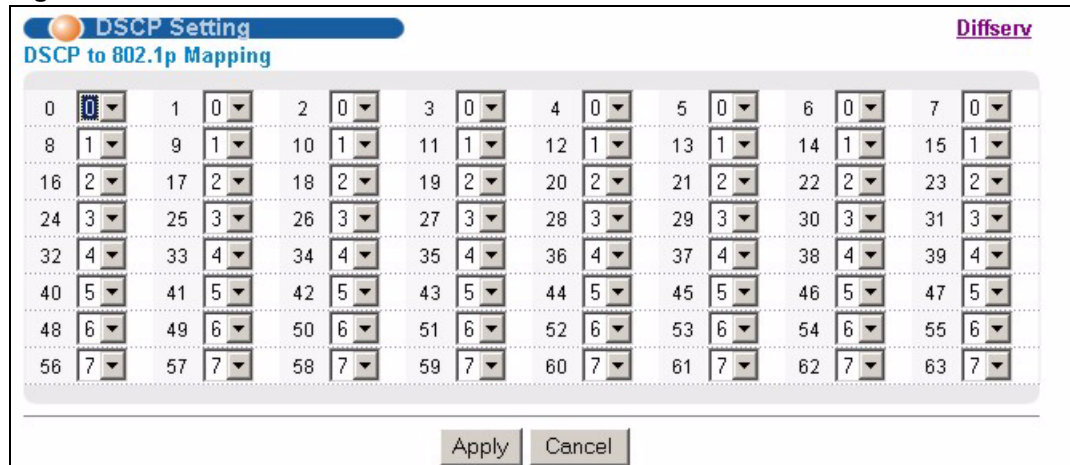 DSCP Setting Diffserv
DSCP to 802.1p Mapping
0 0 1 0 2 0 3 0 4 0 5 0 6 0 7 0
8 1 9 1 10 1 11 1 12 1 13 1 14 1 15 1
16 2 17 2 18 2 19 2 20 2 21 2 22 2 23 2
24 3 25 3 26 3 27 3 28 3 29 3 30 3 31 3
32 4 33 4 34 4 35 4 36 4 37 4 38 4 39 4
40 5 41 5 42 5 43 5 44 5 45 5 46 5 47 5
48 6 49 6 50 6 51 6 52 6 53 6 54 6 55 6
56 7 57 7 58 7 59 7 60 7 61 7 62 7 63 7
Apply Cancel